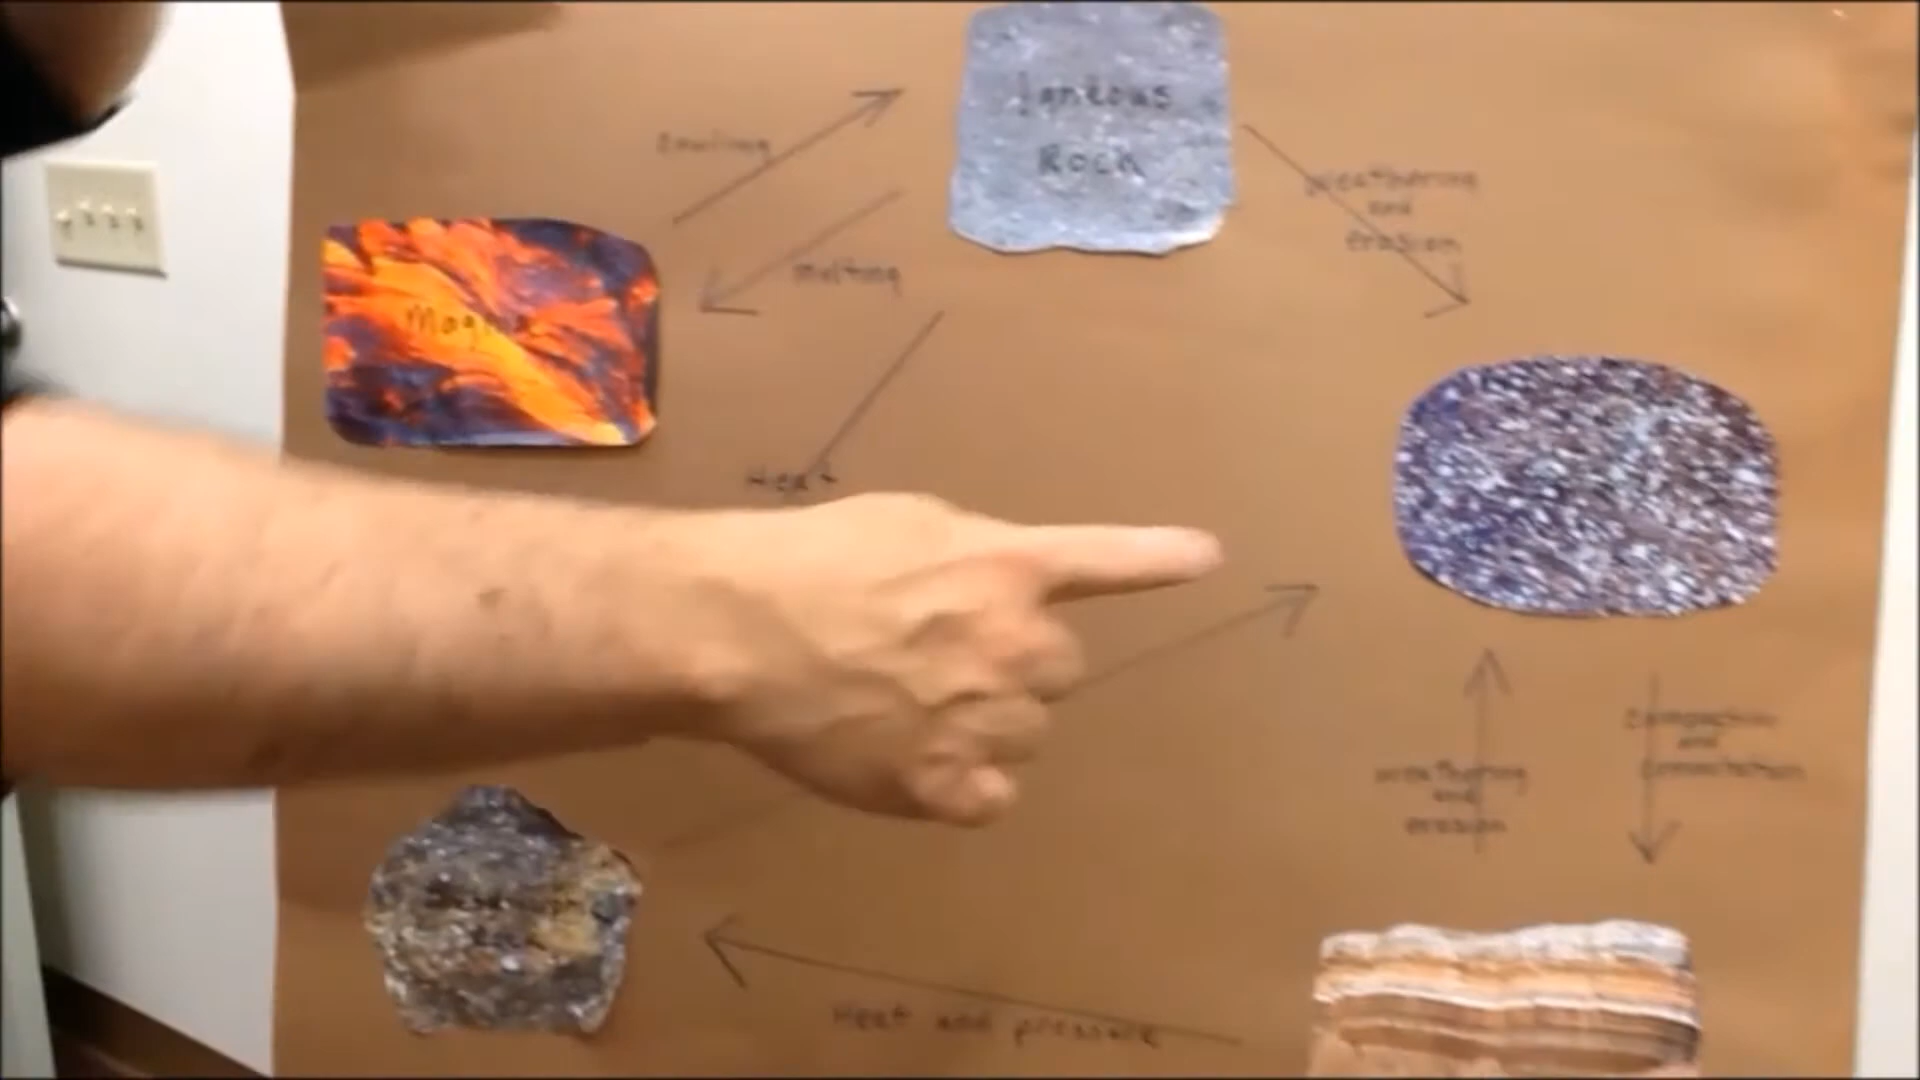 Igneous
Rock
Cooling
weathering
and
erosion
melting
Magma
Heat
Compaction
and
cementation
weathering
and
erosion
Heat and pressure